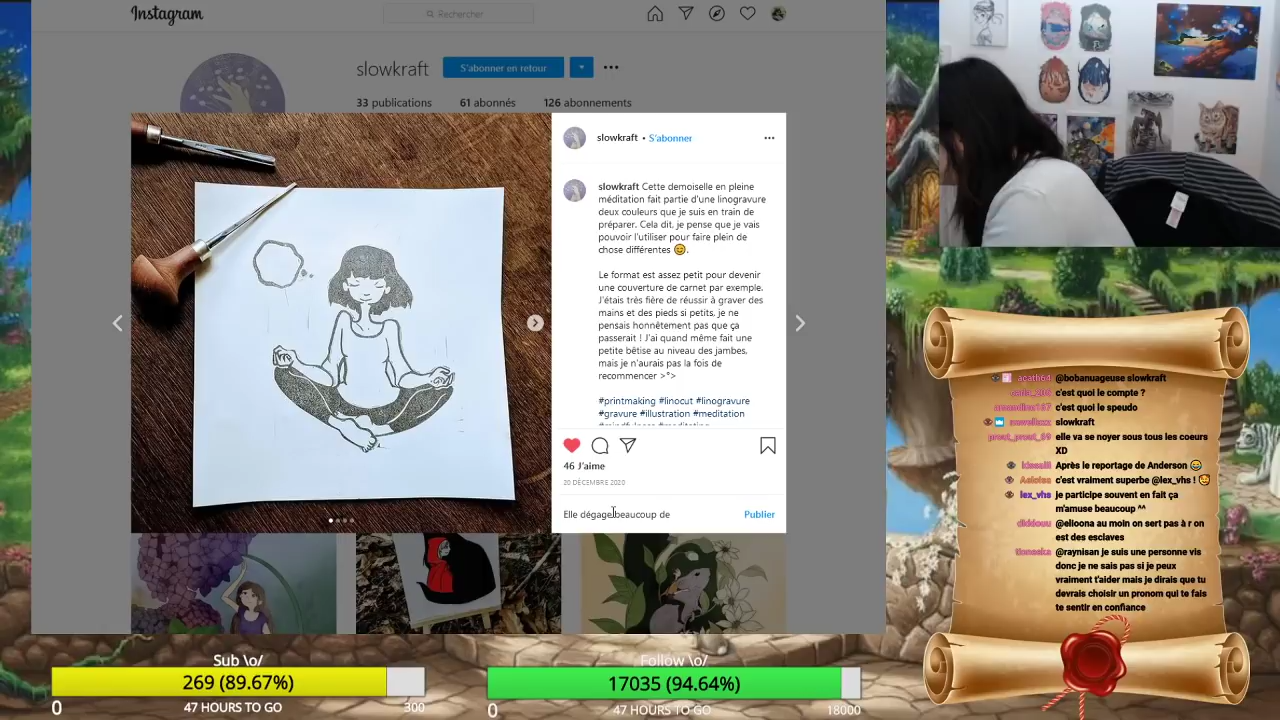 Instagram
Rechercher
slowkraft
S'abonner en retour
33 publications
61 abonnés
126 abonnements
slowkraft • S'abonner
slowkraft Cette demoiselle en pleine
méditation fait partie d'une linogravure
deux couleurs que je suis en train de
préparer. Cela dit, je pense que je vais
pouvoir l'utiliser pour faire plein de
chose différentes 😊.
Le format est assez petit pour devenir
une couverture de carnet par exemple.
J'étais très fière de réussir à graver des
mains et des pieds si petits, je ne
pensais honnêtement pas que ça
passerait ! J'ai quand même fait une
petite bêtise au niveau des jambes,
mais je n'aurais pas la fois de
recommencer >°>
#printmaking #linocut #linogravure
#gravure #illustration #meditation
46 J'aime
20 DÉCEMBRE 2020
Elle dégage beaucoup de
Publier
acath64 @bobanuageuse slowkraft
c'est quoi le compte ?
c'est quoi le speudo
slowkraft
elle va se noyer sous tous les coeurs
XD
Après le reportage de Anderson 😂
c'est vraiment superbe @lex_vhs !
lex_vhs je participe souvent en fait ça
m'amuse beaucoup ^^
diddouu @elioona au moin on sert pas à r on
est des esclaves
@raynisan je suis une personne vis
donc je ne sais pas si je peux
vraiment t'aider mais je dirais que tu
devrais choisir un pronom qui te fais
te sentir en confiance
Sub \o/
269 (89.67%)
0
47 HOURS TO GO
300
Follow \o/
17035 (94.64%)
0
47 HOURS TO GO
18000